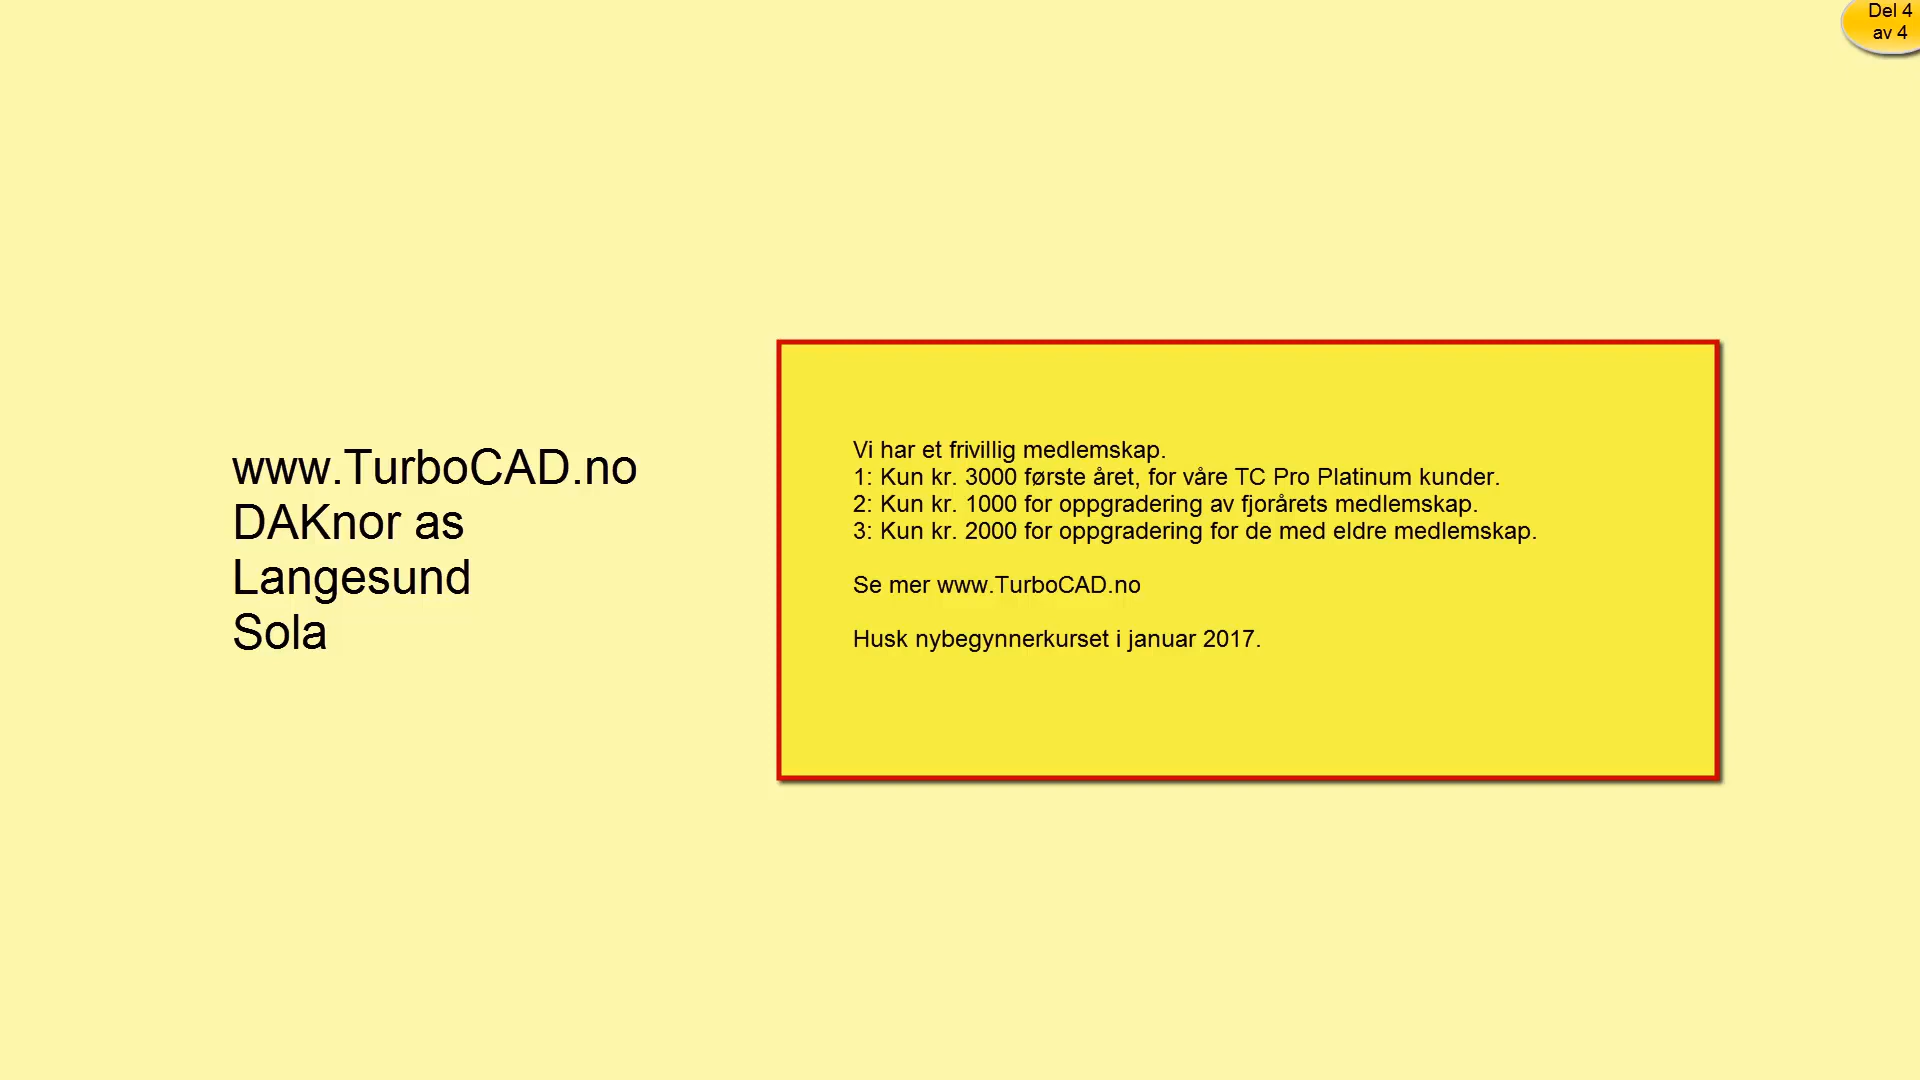 Del 4
av 4
www.TurboCAD.no
DAKnor as
Langesund
Sola
Vi har et frivillig medlemskap.
1: Kun kr. 3000 første året, for våre TC Pro Platinum kunder.
2: Kun kr. 1000 for oppgradering av fjorårets medlemskap.
3: Kun kr. 2000 for oppgradering for de med eldre medlemskap.
Se mer www.TurboCAD.no
Husk nybegynnerkurset i januar 2017.